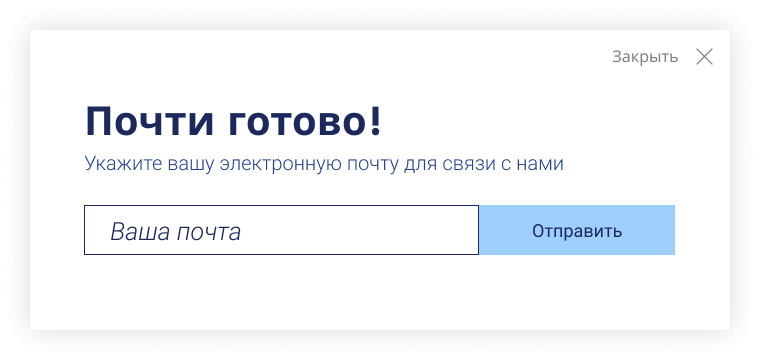 Закрыть
Почти готово!
Укажите вашу электронную почту для связи с нами
Ваша почта
Отправить